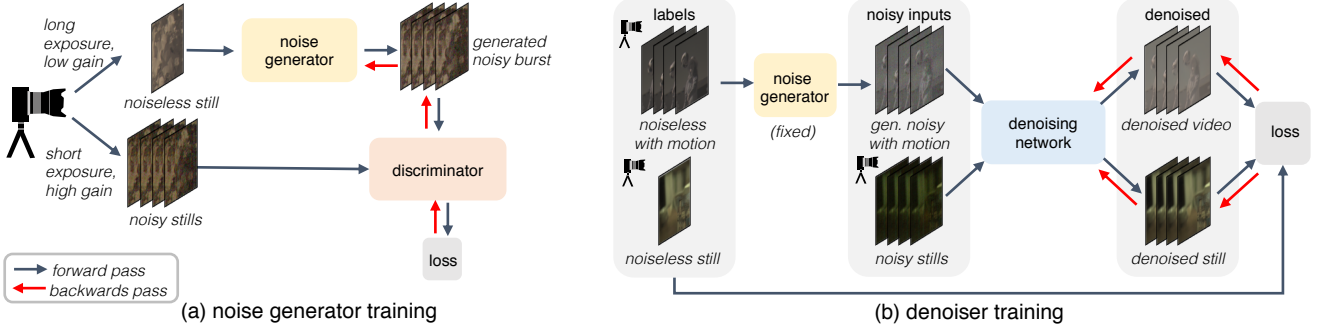 long
exposure,
low gain
noiseless still
noise
generator
generated
noisy burst
short
exposure,
high gain
noisy stills
discriminator
loss
forward pass
backwards pass
(a) noise generator training
labels
noiseless
with motion
noiseless still
noise
generator
(fixed)
noisy inputs
gen. noisy
with motion
noisy stills
denoising
network
denoised
denoised video
denoised still
loss
(b) denoiser training